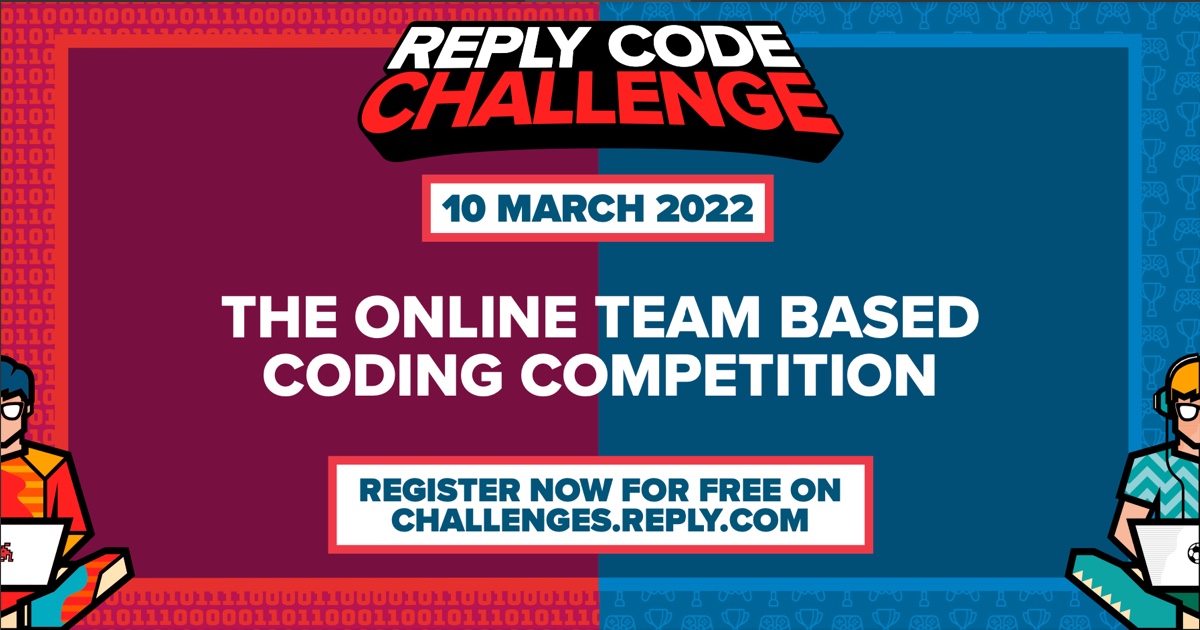 REPLY CODE
CHALLENGE
10 MARCH 2022
THE ONLINE TEAM BASED
CODING COMPETITION
REGISTER NOW FOR FREE ON
CHALLENGES.REPLY.COM